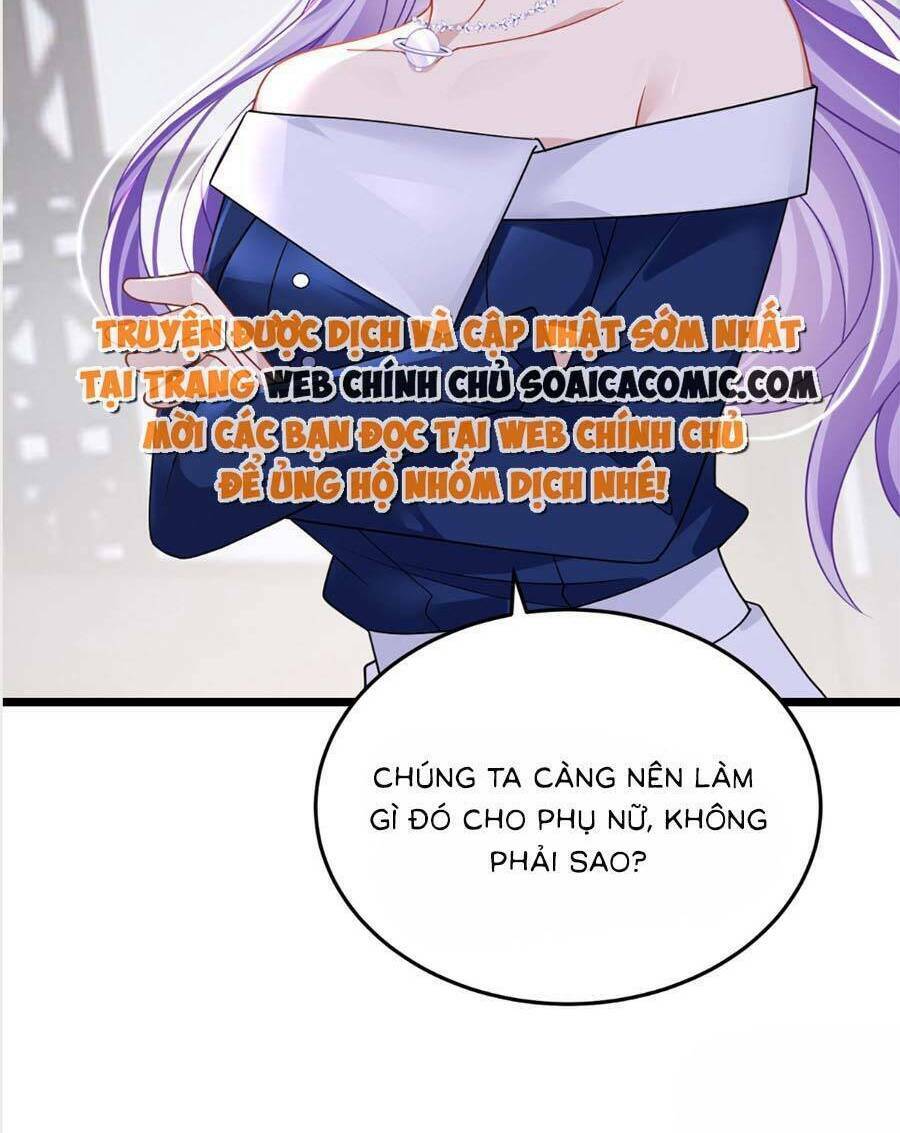 TRUYỆN ĐƯỢC DỊCH VÀ CẬP NHẬT SỚM NHẤT
TẠI TRANG WEB CHÍNH CHỦ SOAICACOMIC.COM
MỜI CÁC BẠN ĐỌC TẠI WEB CHÍNH CHỦ
ĐỂ ỦNG HỘ NHÓM DỊCH NHÉ!
CHÚNG TA CÀNG NÊN LÀM
GÌ ĐÓ CHO PHỤ NỮ, KHÔNG
PHẢI SAO?